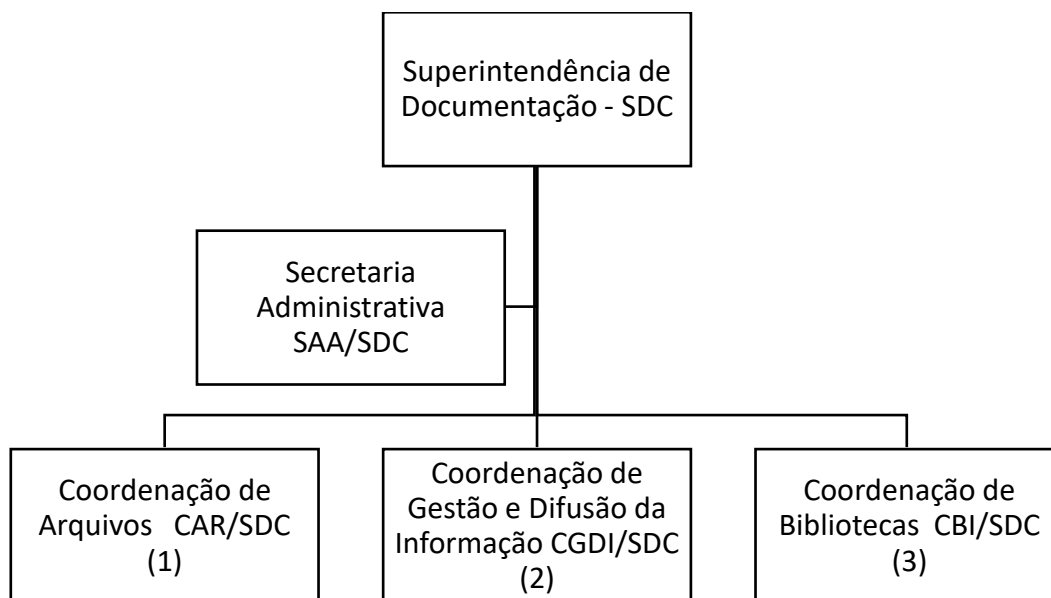 Superintendência de
Documentação - SDC
Secretaria
Administrativa
SAA/SDC
Coordenação de
Arquivos CAR/SDC
(1)
Coordenação de
Gestão e Difusão da
Informação CGDI/SDC
(2)
Coordenação de
Bibliotecas CBI/SDC
(3)